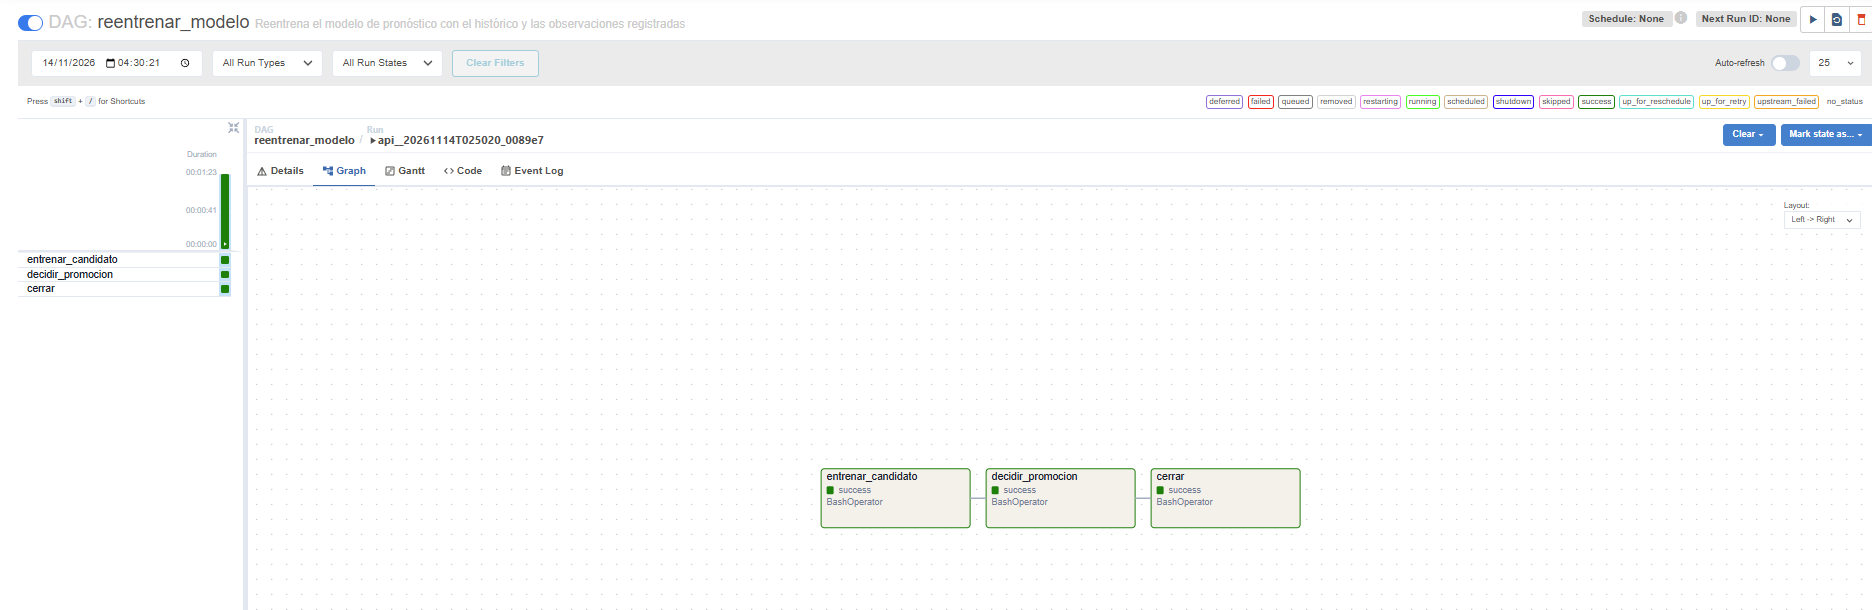 DAG: reentrenar_modelo Reentrena el modelo de pronóstico con el histórico y las observaciones registradas
Schedule: None Next Run ID: None
14/11/2026 04:30:21 All Run Types All Run States Clear Filters Auto-refresh 25
Press shift + / for Shortcuts
deferred failed queued removed restarting running scheduled shutdown skipped success up_for_reschedule up_for_retry upstream_failed no_status
DAG Run
reentrenar_modelo / api__20261114T025020_0089e7
Clear Mark state as...
Duration
00:01:23
00:00:41
00:00:00
entrenar_candidato
decidir_promocion
cerrar
Details Graph Gantt Code Event Log
Layout:
Left -> Right
entrenar_candidato
success
BashOperator
decidir_promocion
success
BashOperator
cerrar
success
BashOperator